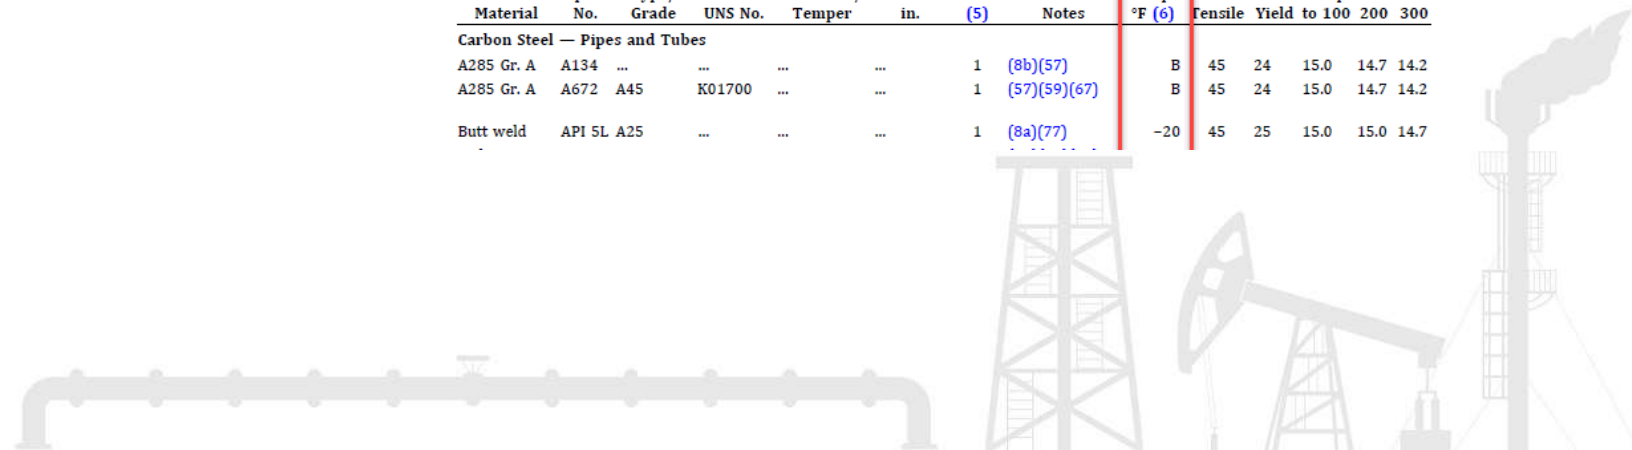 Material No. Grade UNS No. Temper in. (5) Notes °F (6) Tensile Yield to 100 200 300
Carbon Steel — Pipes and Tubes
A285 Gr. A A134 ... ... ... ... 1 (8b)(57) B 45 24 15.0 14.7 14.2
A285 Gr. A A672 A45 K01700 ... ... 1 (57)(59)(67) B 45 24 15.0 14.7 14.2
Butt weld API 5L A25 ... ... ... 1 (8a)(77) −20 45 25 15.0 15.0 14.7